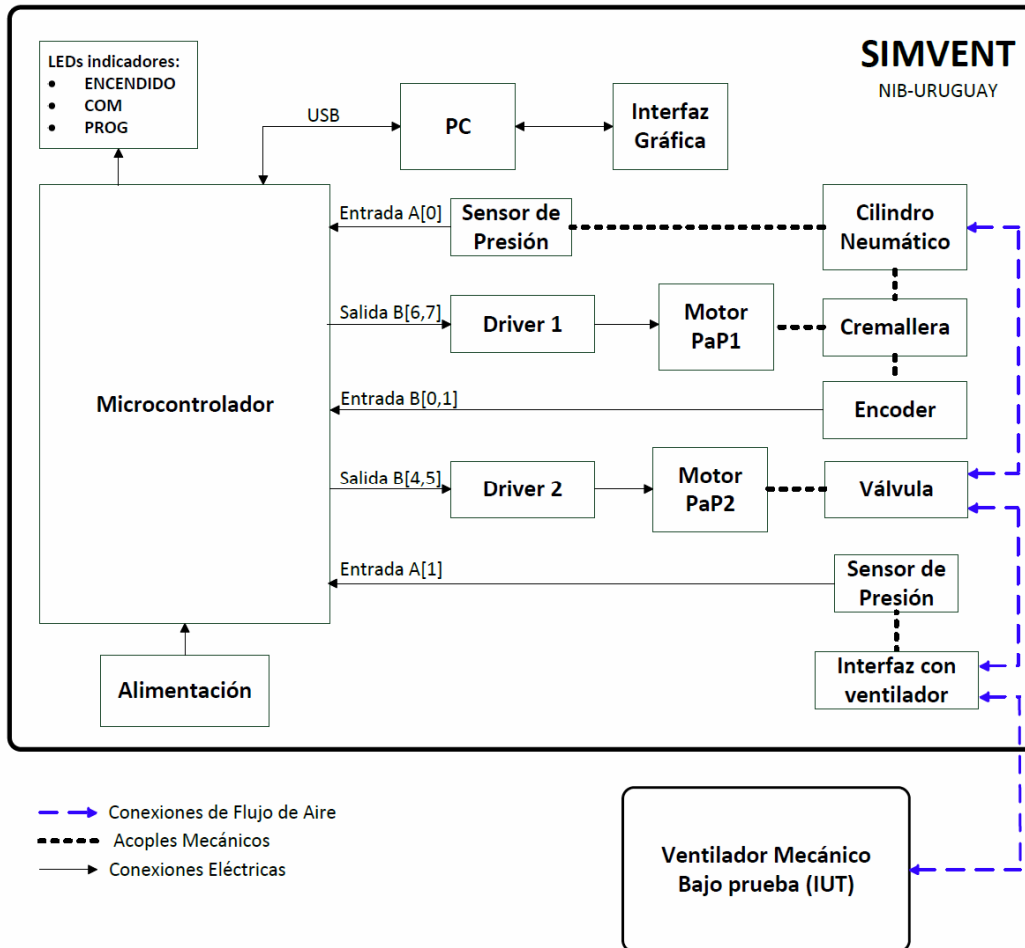 SIMVENT
NIB-URUGUAY
LEDs indicadores:
• ENCENDIDO
• COM
• PROG
USB
PC
Interfaz
Gráfica
Microcontrolador
Entrada A[0]
Sensor de
Presión
Cilindro
Neumático
Salida B[6,7]
Driver 1
Motor
PaP1
Cremallera
Entrada B[0,1]
Encoder
Salida B[4,5]
Driver 2
Motor
PaP2
Válvula
Entrada A[1]
Sensor de
Presión
Interfaz con
ventilador
Alimentación
Conexiones de Flujo de Aire
Acoples Mecánicos
Conexiones Eléctricas
Ventilador Mecánico
Bajo prueba (IUT)